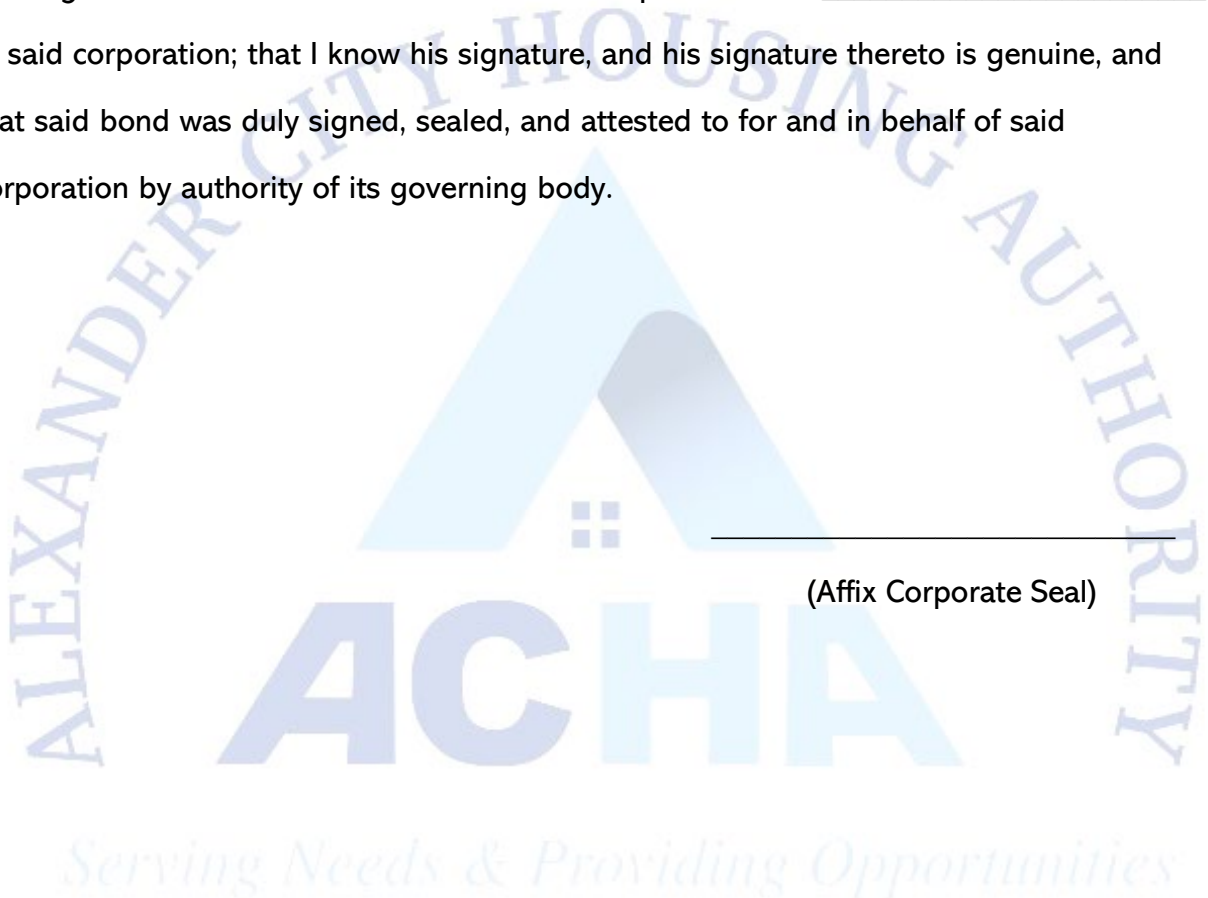 said corporation; that I know his signature, and his signature thereto is genuine, and
at said bond was duly signed, sealed, and attested to for and in behalf of said
orporation by authority of its governing body.
(Affix Corporate Seal)
ALEXANDER CITY HOUSING AUTHORITY
ACHA
Serving Needs & Providing Opportunities